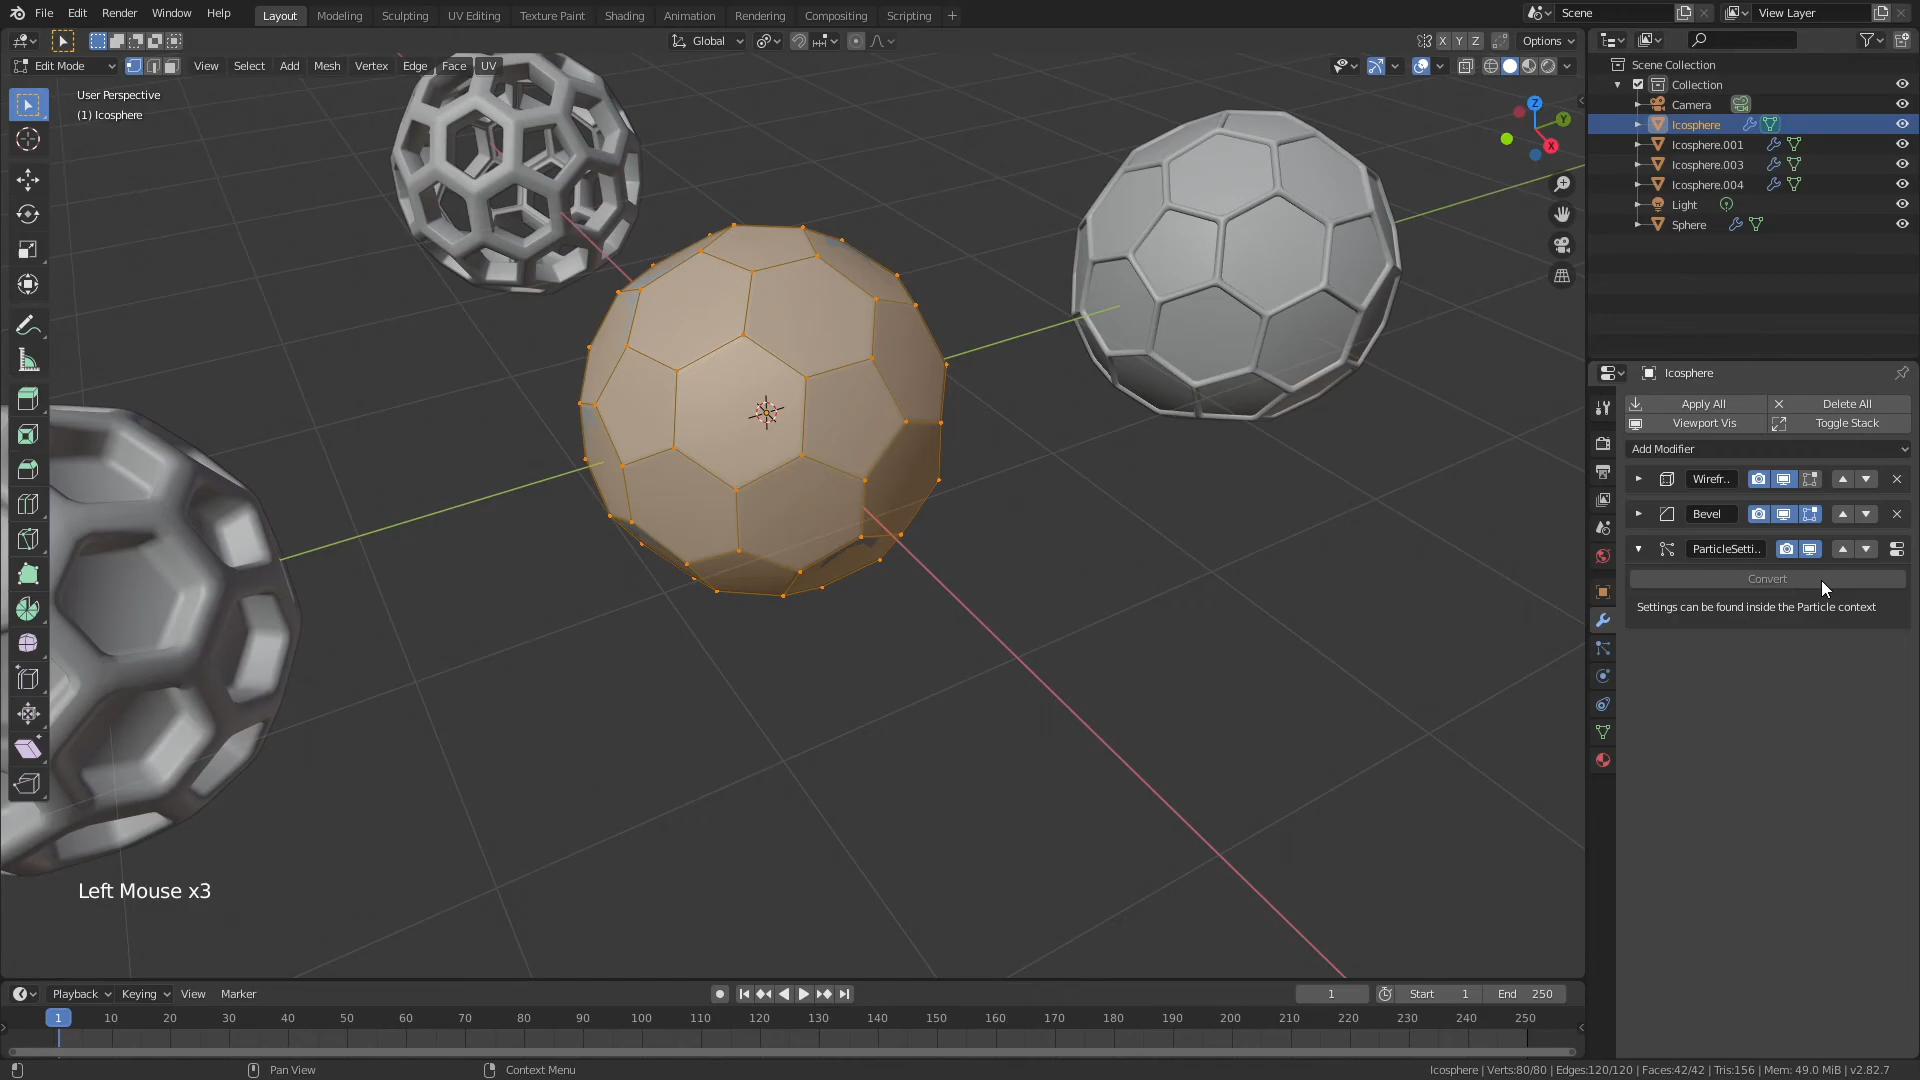 File Edit Render Window Help Layout Modeling Sculpting UV Editing Texture Paint Shading Animation Rendering Compositing Scripting + Scene View Layer
Global X Y Z Options
Edit Mode View Select Add Mesh Vertex Edge Face UV
User Perspective
(1) Icosphere
Z
Y
X
Scene Collection
Collection
Camera
Icosphere
Icosphere.001
Icosphere.003
Icosphere.004
Light
Sphere
Icosphere
Apply All Delete All
Viewport Vis Toggle Stack
Add Modifier
Wirefr..
Bevel
ParticleSetti..
Convert
Settings can be found inside the Particle context
Left Mouse x3
Playback Keying View Marker 1 Start 1 End 250
1 10 20 30 40 50 60 70 80 90 100 110 120 130 140 150 160 170 180 190 200 210 220 230 240 250
Pan View Context Menu Icosphere | Verts:80/80 | Edges:120/120 | Faces:42/42 | Tris:156 | Mem: 49.0 MiB | v2.82.7